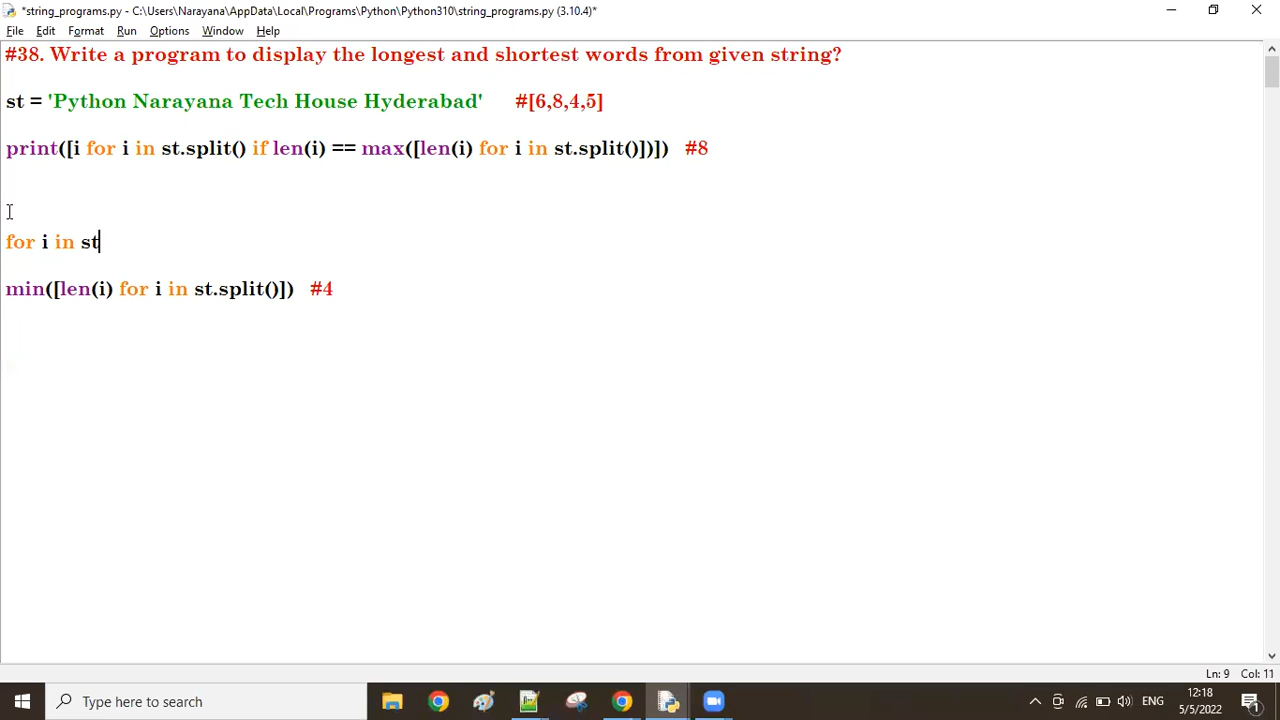 *string_programs.py - C:\Users\Narayana\AppData\Local\Programs\Python\Python310\string_programs.py (3.10.4)*
File Edit Format Run Options Window Help
#38. Write a program to display the longest and shortest words from given string?
st = 'Python Narayana Tech House Hyderabad' #[6,8,4,5]
print([i for i in st.split() if len(i) == max([len(i) for i in st.split()])]) #8
for i in st
min([len(i) for i in st.split()]) #4
Ln: 9 Col: 11
Type here to search
ENG
12:18
5/5/2022
1